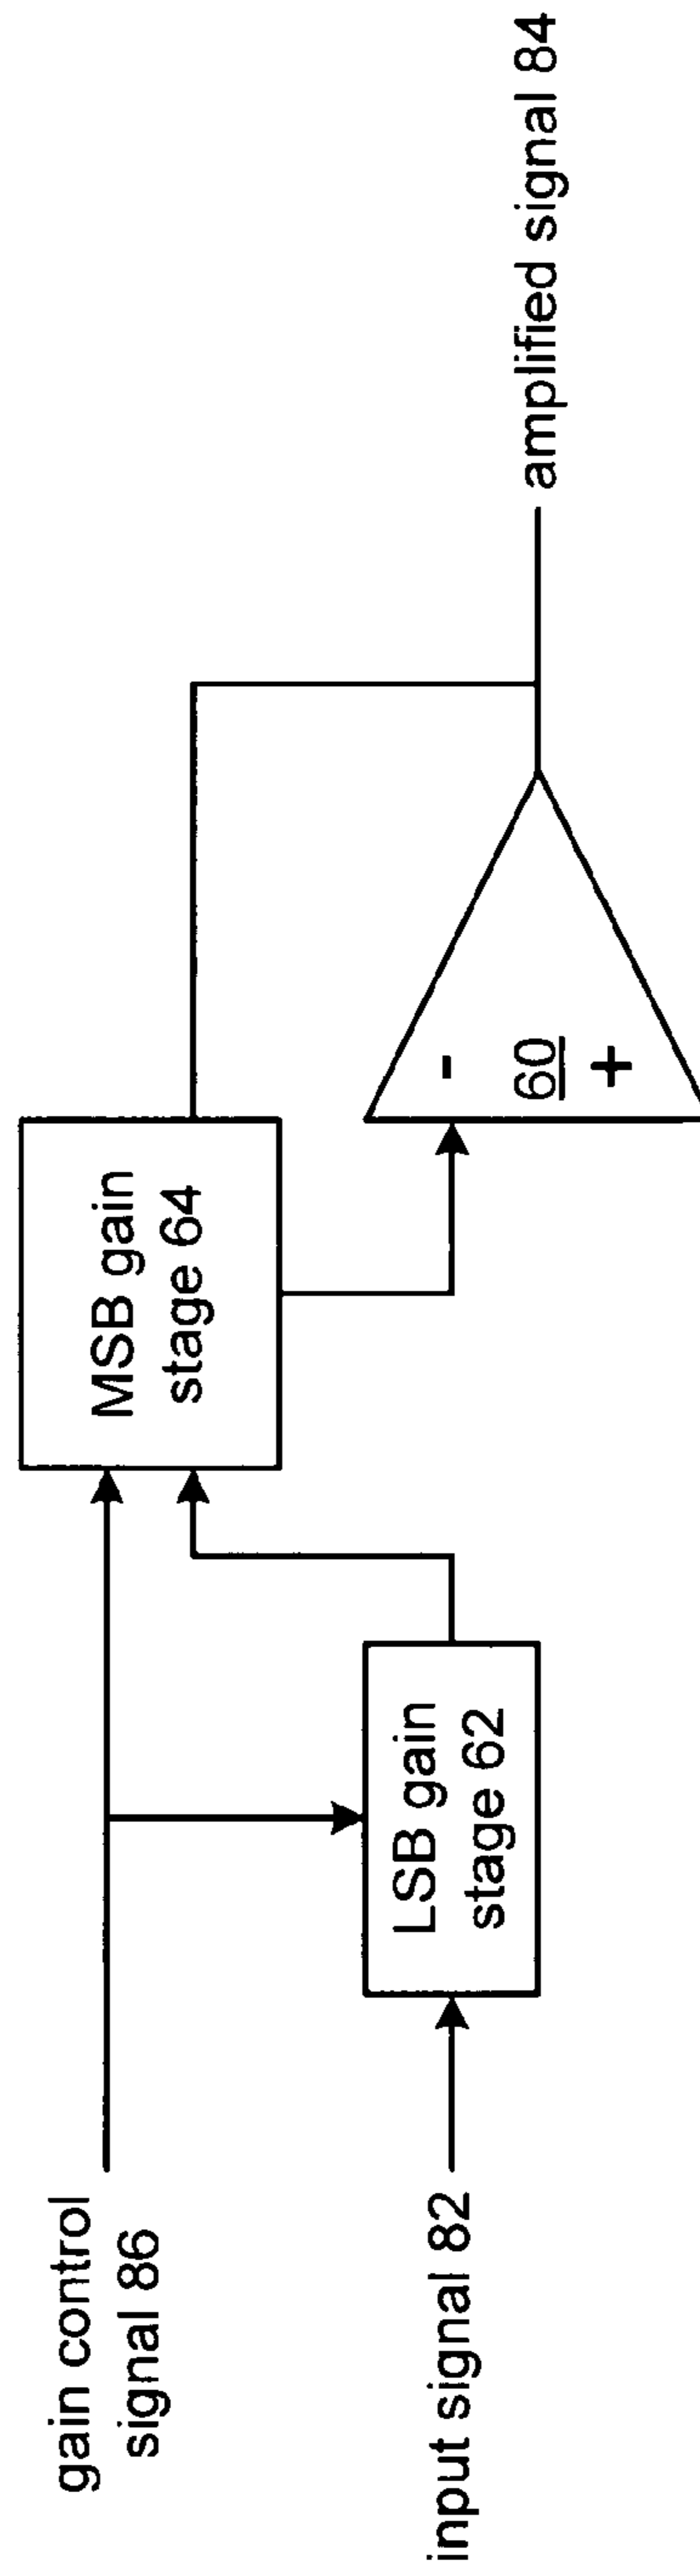 gain control
signal 86
input signal 82
LSB gain
stage 62
MSB gain
stage 64
-
60
+
amplified signal 84